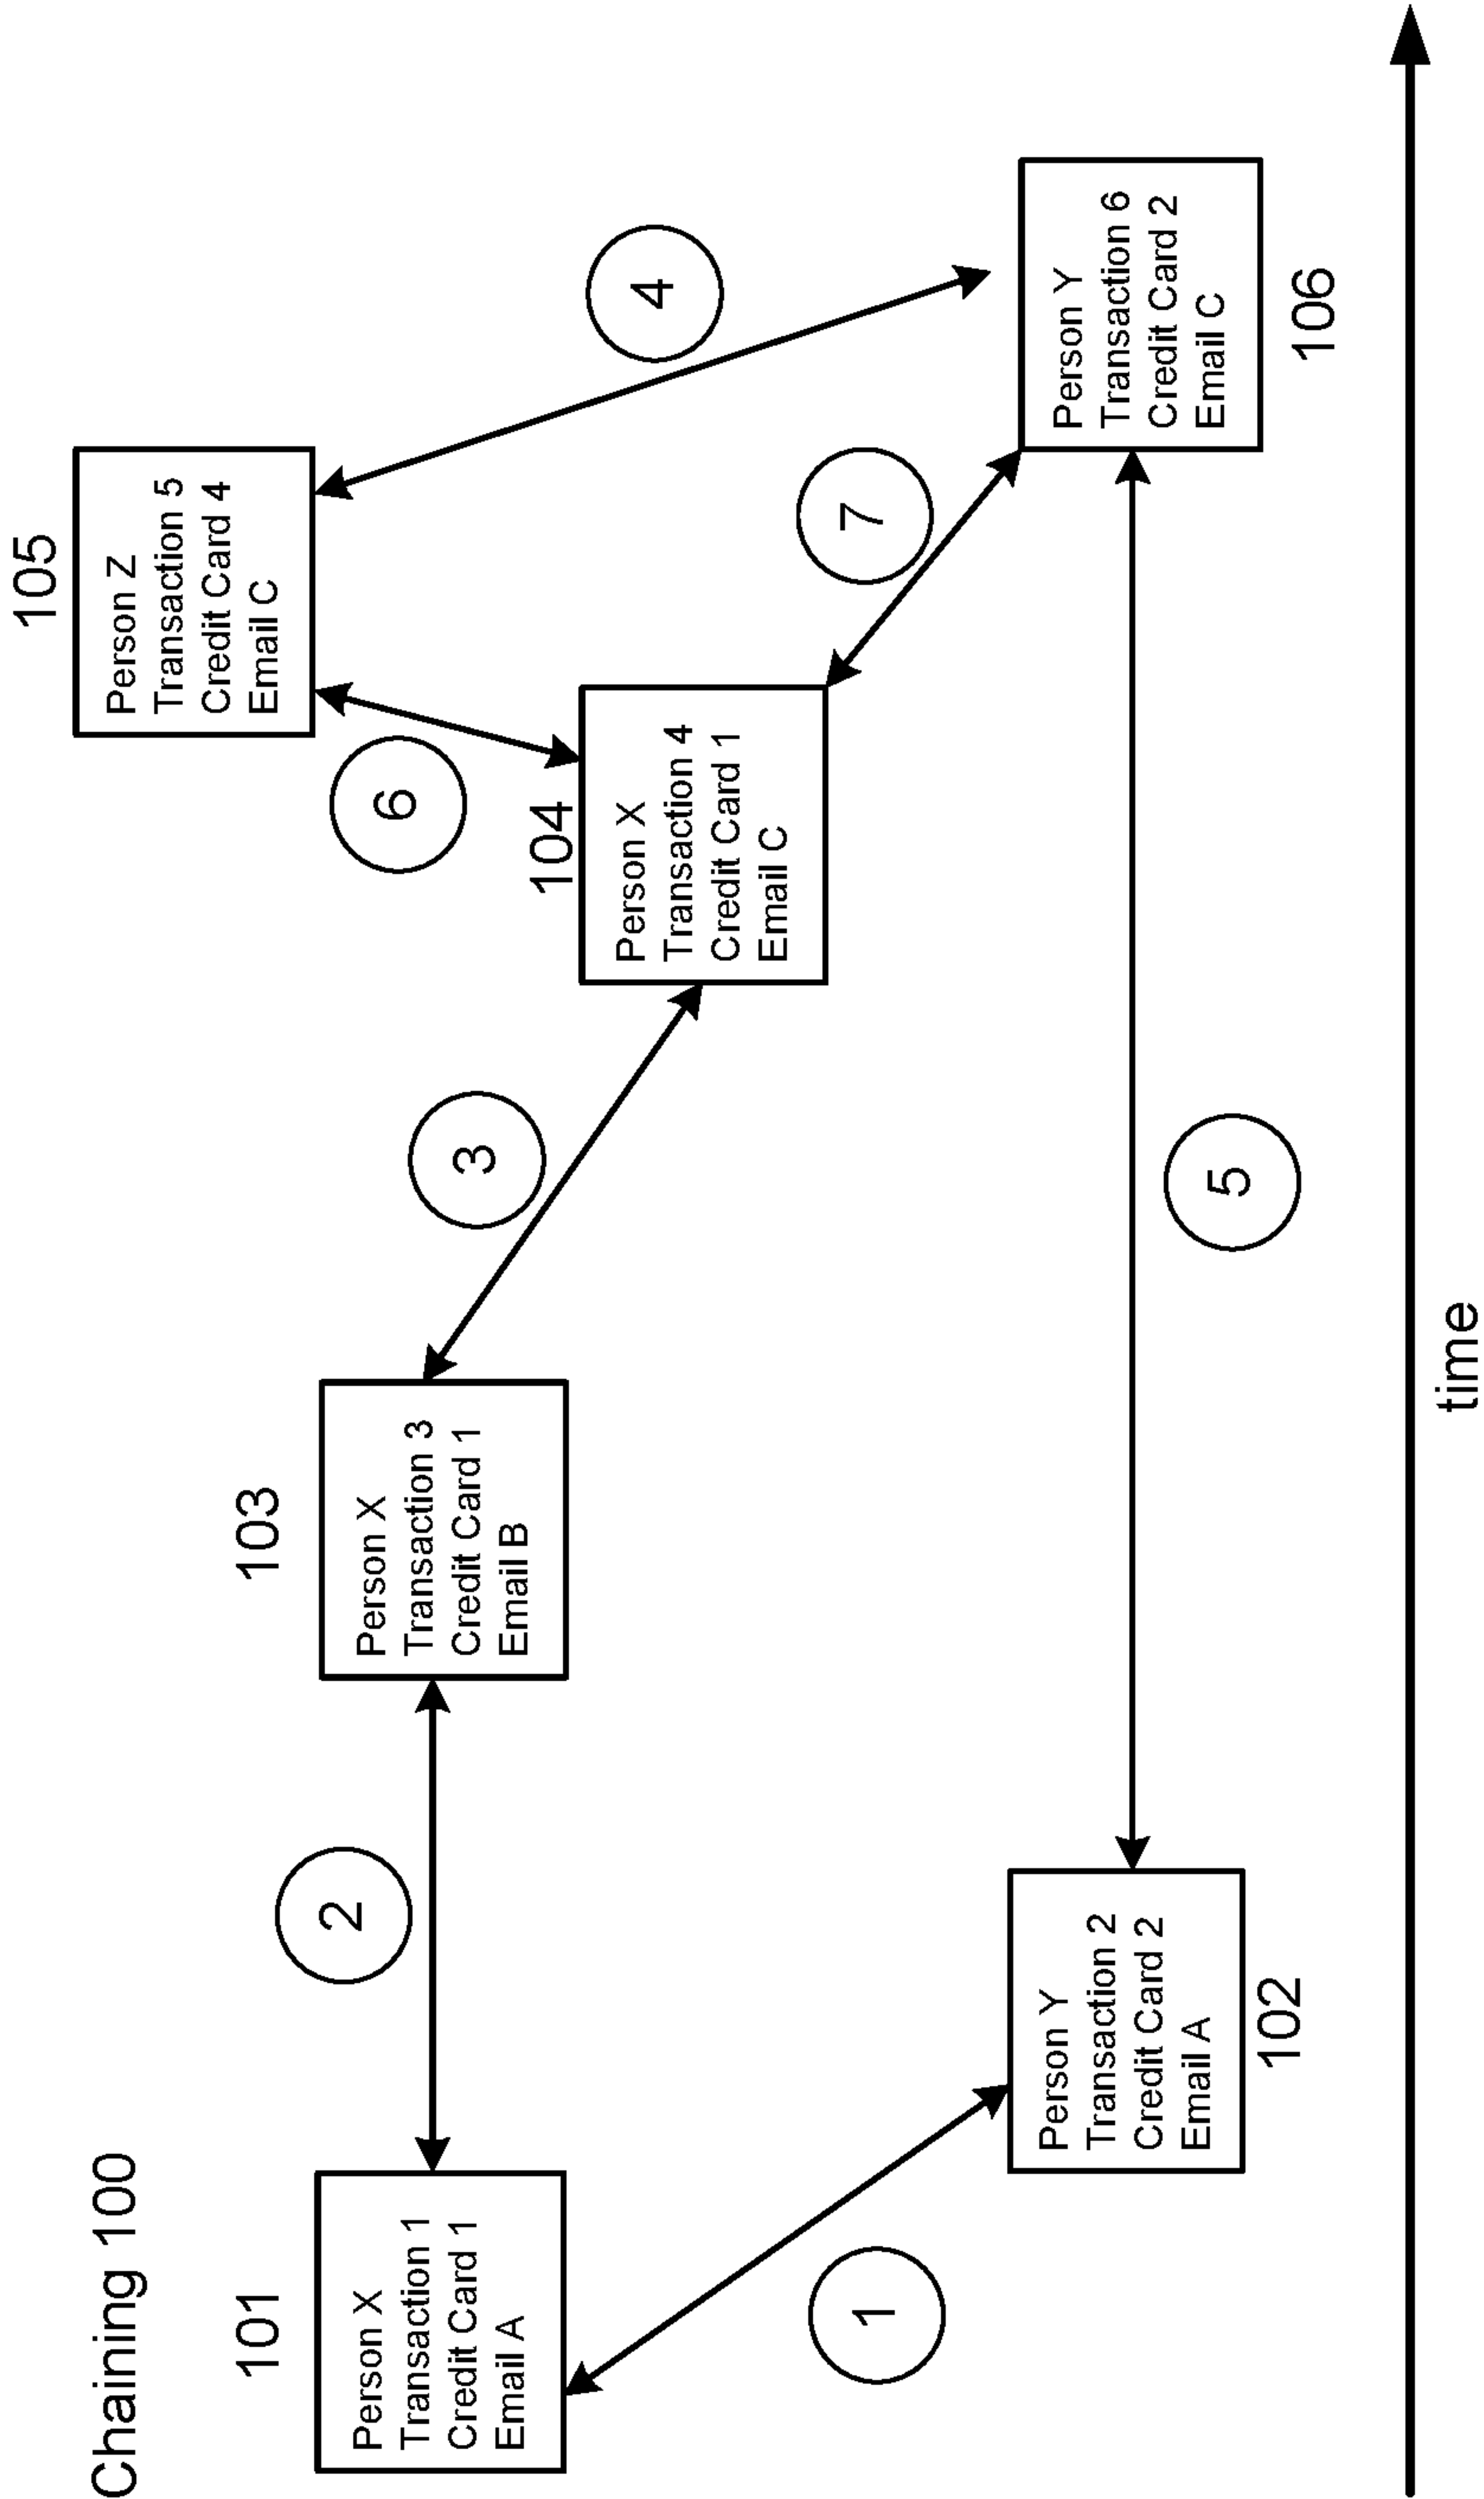 Chaining 100
101
Person X
Transaction 1
Credit Card 1
Email A
1
2
102
Person Y
Transaction 2
Credit Card 2
Email A
103
Person X
Transaction 3
Credit Card 1
Email B
3
5
104
Person X
Transaction 4
Credit Card 1
Email C
6
7
105
Person Z
Transaction 5
Credit Card 4
Email C
4
106
Person Y
Transaction 6
Credit Card 2
Email C
time